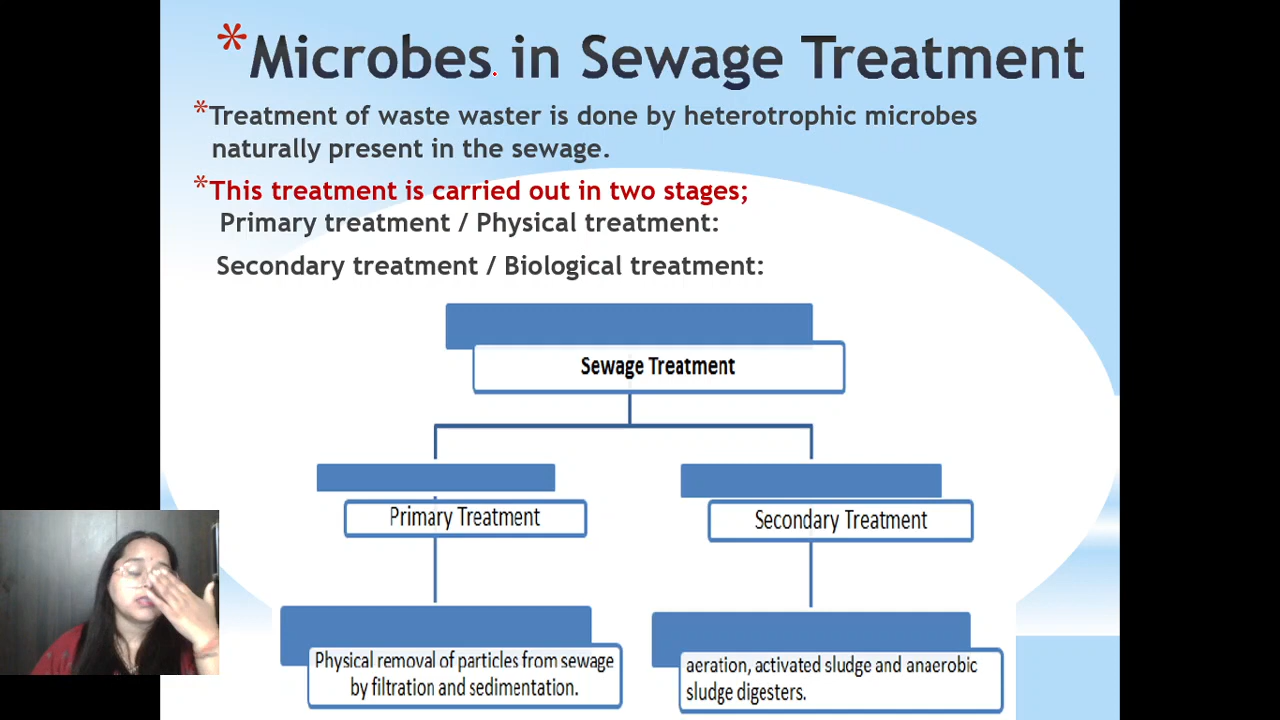 *Microbes in Sewage Treatment
*Treatment of waste waster is done by heterotrophic microbes
naturally present in the sewage.
*This treatment is carried out in two stages;
Primary treatment / Physical treatment:
Secondary treatment / Biological treatment:
Sewage Treatment
Primary Treatment
Secondary Treatment
Physical removal of particles from sewage
by filtration and sedimentation.
aeration, activated sludge and anaerobic
sludge digesters.